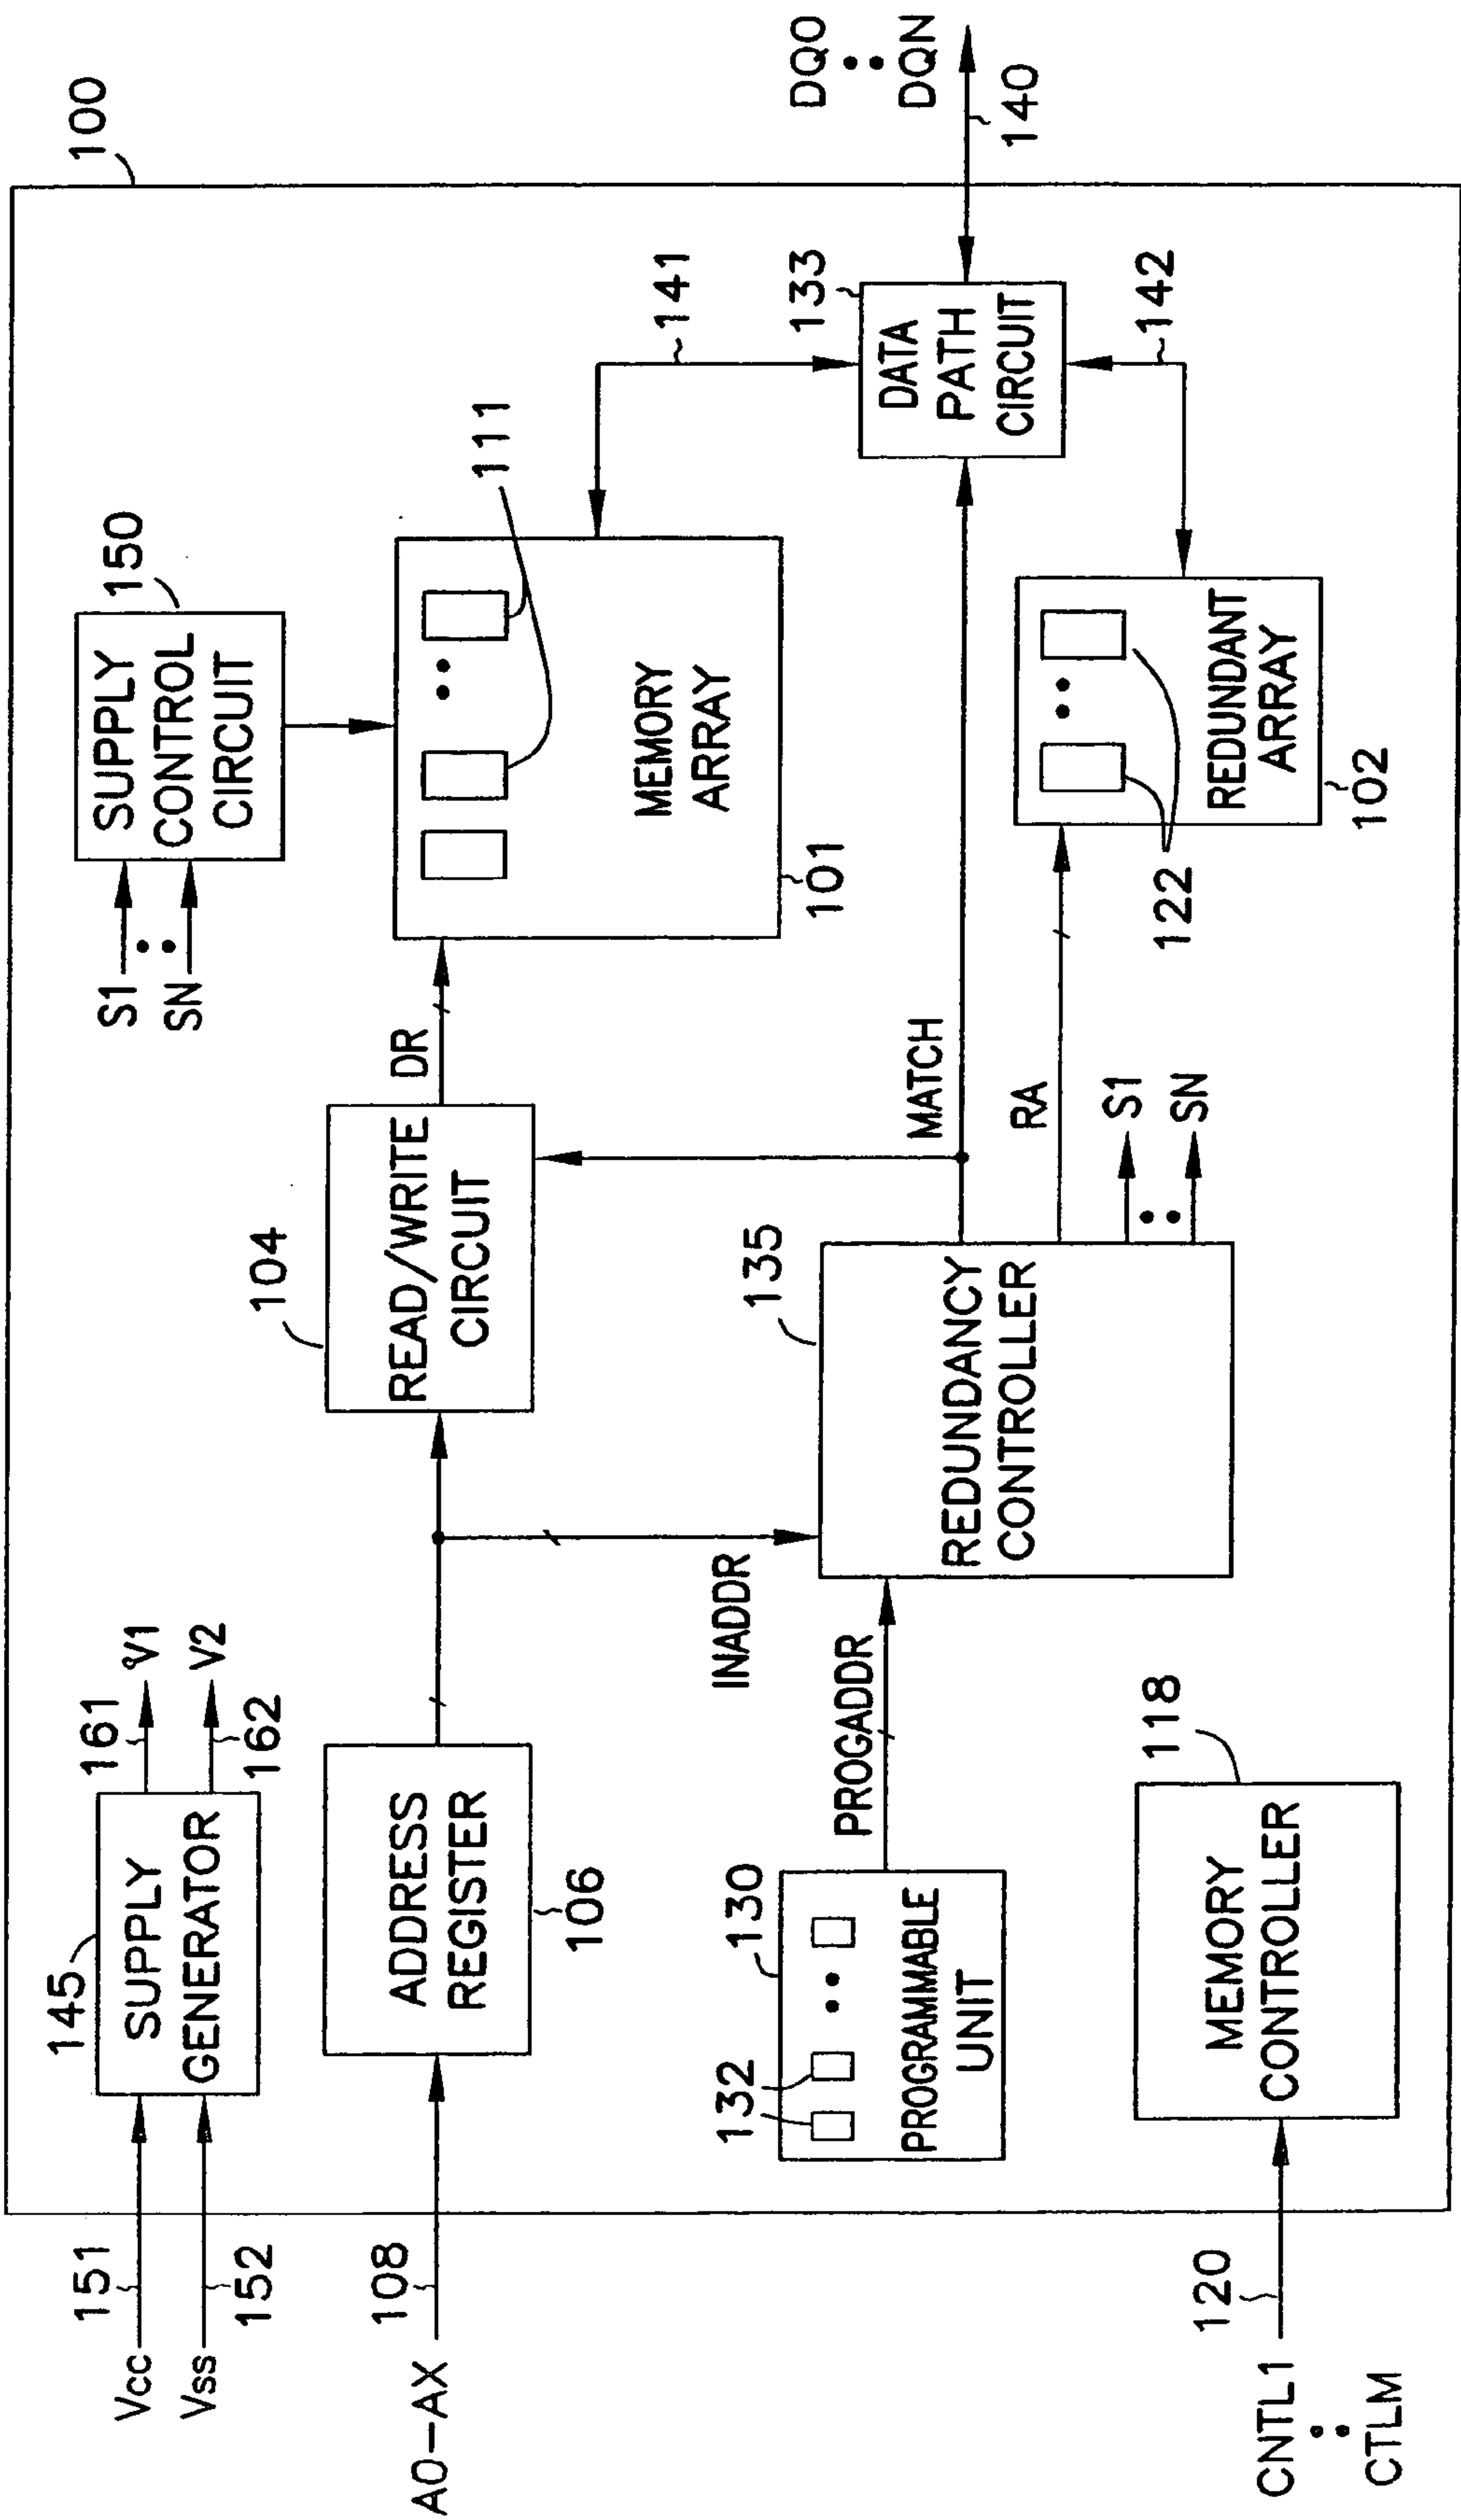 100
Vcc
151
Vss
152
145
SUPPLY
GENERATOR
161
V1
V2
162
S1
SN
SUPPLY
CONTROL
CIRCUIT
150
A0-AX
108
ADDRESS
REGISTER
106
104
READ/WRITE
CIRCUIT
DR
111
MEMORY
ARRAY
101
141
INADDR
132
130
PROGRAMMABLE
UNIT
PROGADDR
135
REDUNDANCY
CONTROLLER
MATCH
RA
S1
SN
133
DATA
PATH
CIRCUIT
DQ0
DQN
140
142
122
REDUNDANT
ARRAY
102
CNTL1
CTLM
120
118
MEMORY
CONTROLLER